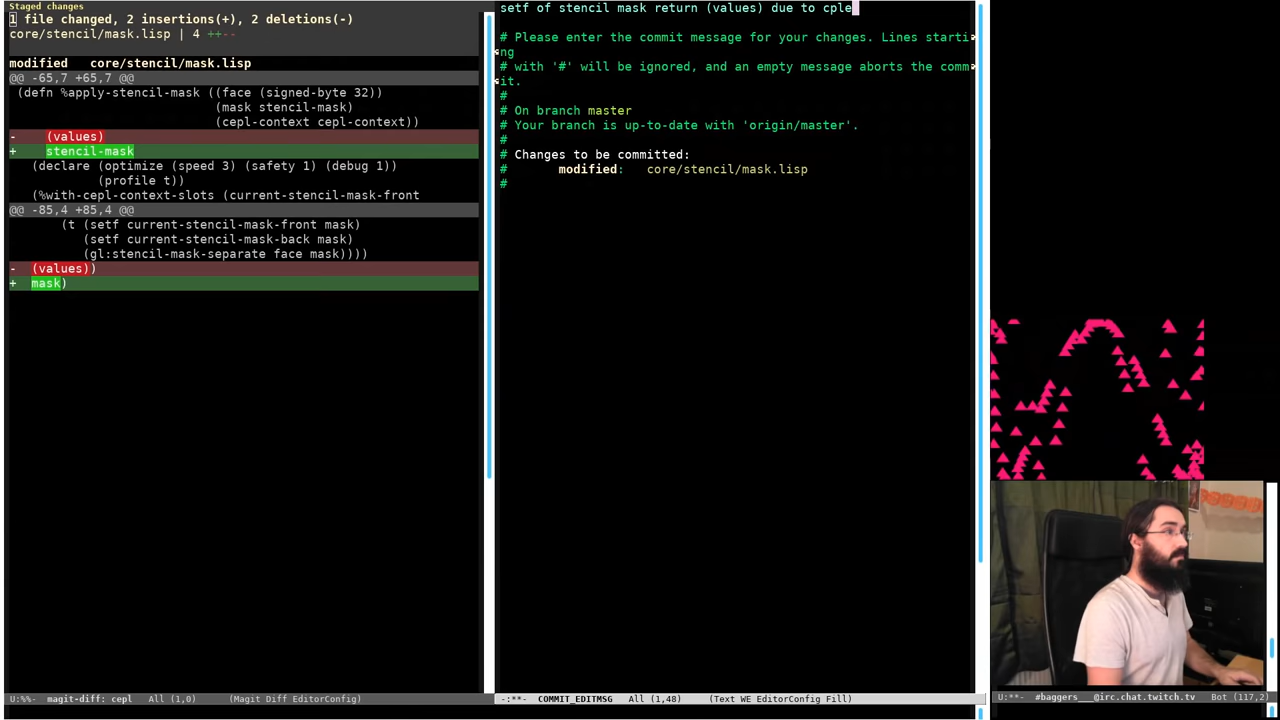 Staged changes
1 file changed, 2 insertions(+), 2 deletions(-)
core/stencil/mask.lisp | 4 ++--
modified   core/stencil/mask.lisp
@@ -65,7 +65,7 @@
 (defn %apply-stencil-mask ((face (signed-byte 32))
                            (mask stencil-mask)
                            (cepl-context cepl-context))
-    (values)
+    stencil-mask
   (declare (optimize (speed 3) (safety 1) (debug 1))
            (profile t))
   (%with-cepl-context-slots (current-stencil-mask-front
@@ -85,4 +85,4 @@
       (t (setf current-stencil-mask-front mask)
          (setf current-stencil-mask-back mask)
          (gl:stencil-mask-separate face mask))))
-  (values))
+  mask)
U:%%-  magit-diff: cepl   All (1,0)     (Magit Diff EditorConfig)
setf of stencil mask return (values) due to cple
# Please enter the commit message for your changes. Lines starti
ng
# with '#' will be ignored, and an empty message aborts the comm
it.
#
# On branch master
# Your branch is up-to-date with 'origin/master'.
#
# Changes to be committed:
#       modified:   core/stencil/mask.lisp
#
-:**-  COMMIT_EDITMSG   All (1,48)    (Text WE EditorConfig Fill)
U:**-  #baggers___@irc.chat.twitch.tv   Bot (117,2)